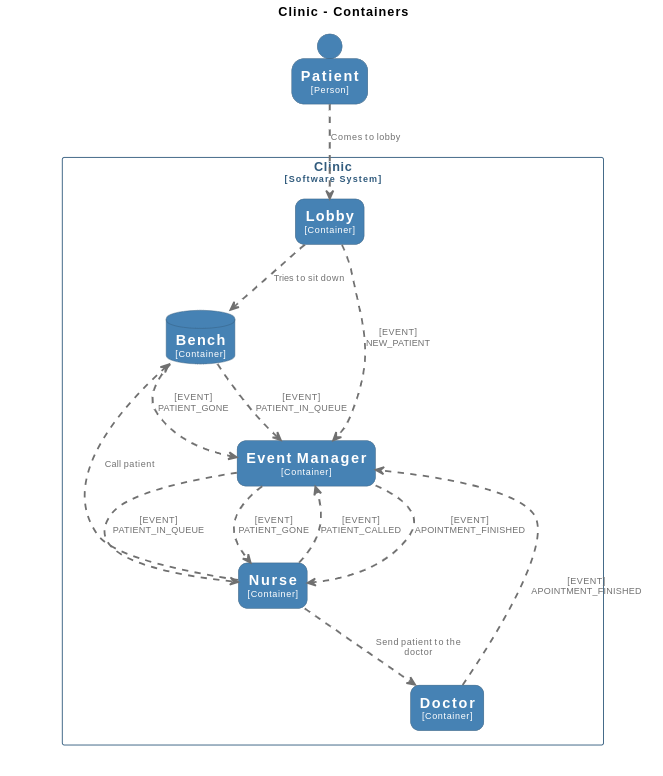 Clinic - Containers
Patient
[Person]
Comes to lobby
Clinic
[Software System]
Lobby
[Container]
Tries to sit down
[EVENT]
NEW_PATIENT
Bench
[Container]
[EVENT]
PATIENT_GONE
[EVENT]
PATIENT_IN_QUEUE
Event Manager
[Container]
Call patient
[EVENT]
PATIENT_IN_QUEUE
[EVENT]
PATIENT_GONE
[EVENT]
PATIENT_CALLED
[EVENT]
APOINTMENT_FINISHED
Nurse
[Container]
[EVENT]
APOINTMENT_FINISHED
Send patient to the
doctor
Doctor
[Container]